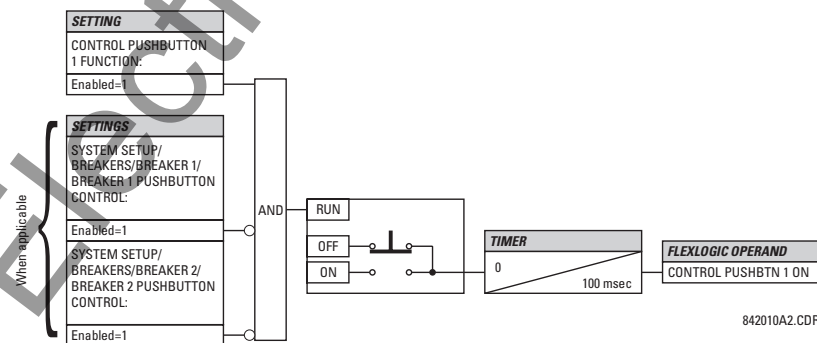 SETTING
CONTROL PUSHBUTTON
1 FUNCTION:
Enabled=1
When applicable
SETTINGS
SYSTEM SETUP/
BREAKERS/BREAKER 1/
BREAKER 1 PUSHBUTTON
CONTROL:
Enabled=1
SYSTEM SETUP/
BREAKERS/BREAKER 2/
BREAKER 2 PUSHBUTTON
CONTROL:
Enabled=1
AND
RUN
OFF
ON
TIMER
0
100 msec
FLEXLOGIC OPERAND
CONTROL PUSHBTN 1 ON
842010A2.CDR
Electri